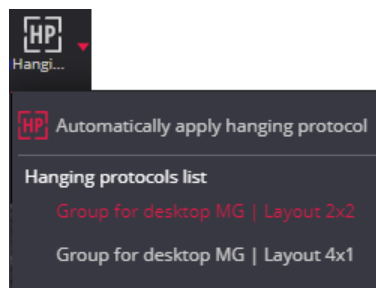 HP
Hangi...
HP Automatically apply hanging protocol
Hanging protocols list
Group for desktop MG | Layout 2x2
Group for desktop MG | Layout 4x1